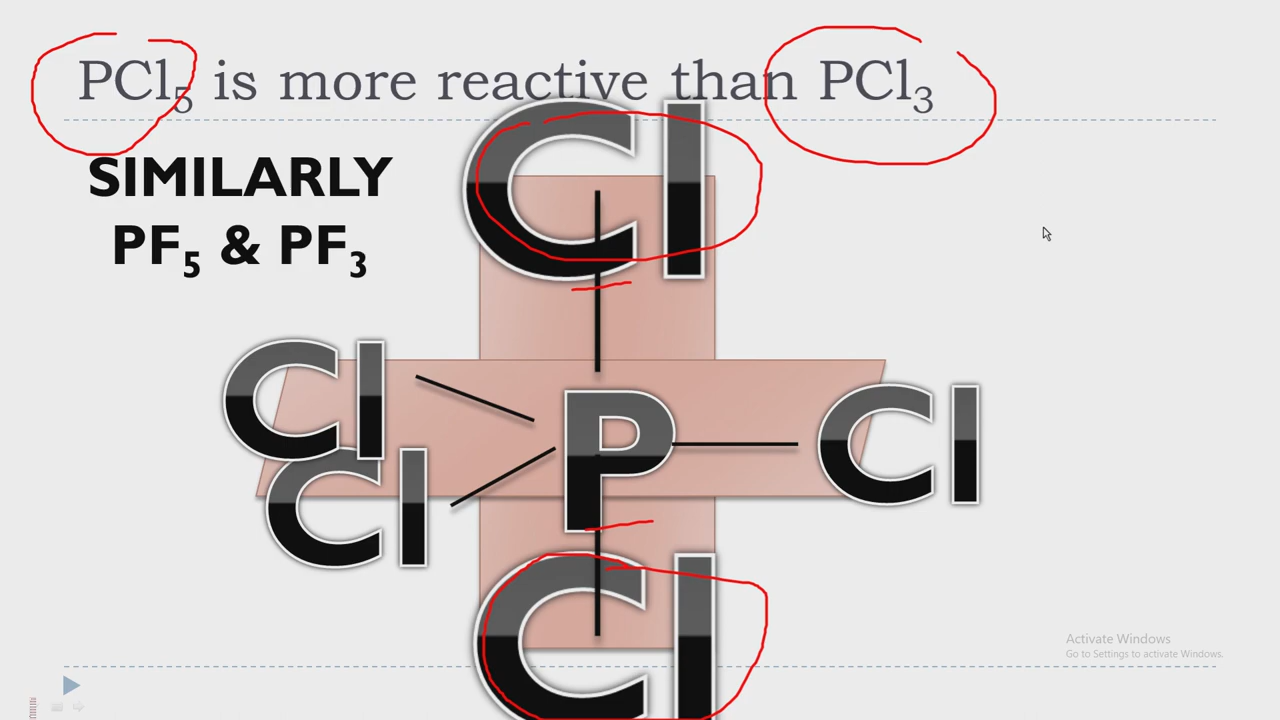 PCl₅ is more reactive than PCl₃
SIMILARLY
PF₅ & PF₃
Cl
Cl
Cl
P
Cl
Cl
Activate Windows
Go to Settings to activate Windows.